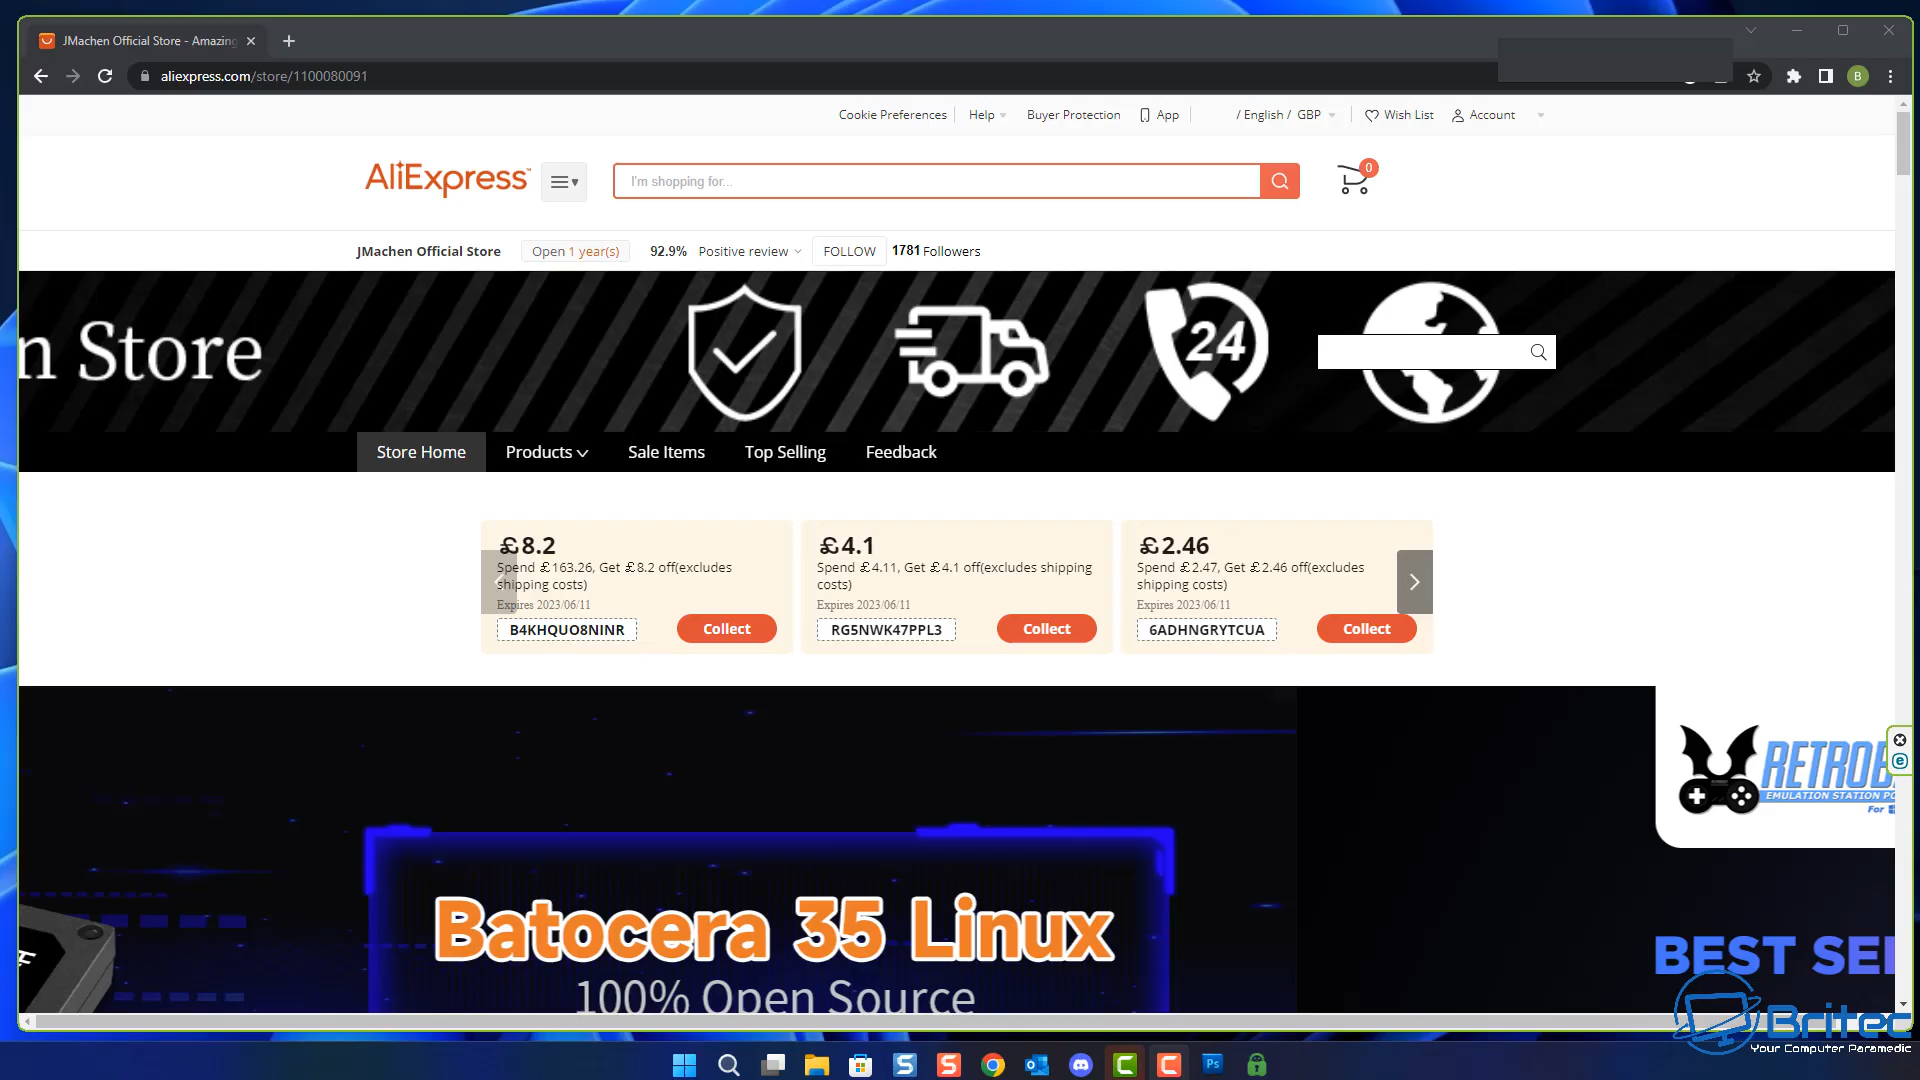 JMachen Official Store - Amazing
aliexpress.com/store/1100080091
B
Cookie Preferences Help Buyer Protection App / English / GBP Wish List Account
AliExpress
I'm shopping for...
0
JMachen Official Store Open 1 year(s) 92.9% Positive review FOLLOW 1781 Followers
n Store
24
Store Home Products Sale Items Top Selling Feedback
£8.2
Spend £163.26, Get £8.2 off(excludes
shipping costs)
Expires 2023/06/11
B4KHQUO8NINR Collect
£4.1
Spend £4.11, Get £4.1 off(excludes shipping
costs)
Expires 2023/06/11
RG5NWK47PPL3 Collect
£2.46
Spend £2.47, Get £2.46 off(excludes
shipping costs)
Expires 2023/06/11
6ADHNGRYTCUA Collect
RETROB
EMULATION STATION PO
For
Batocera 35 Linux
100% Open Source
BEST SEL
Britec
Your Computer Paramedic
Ps